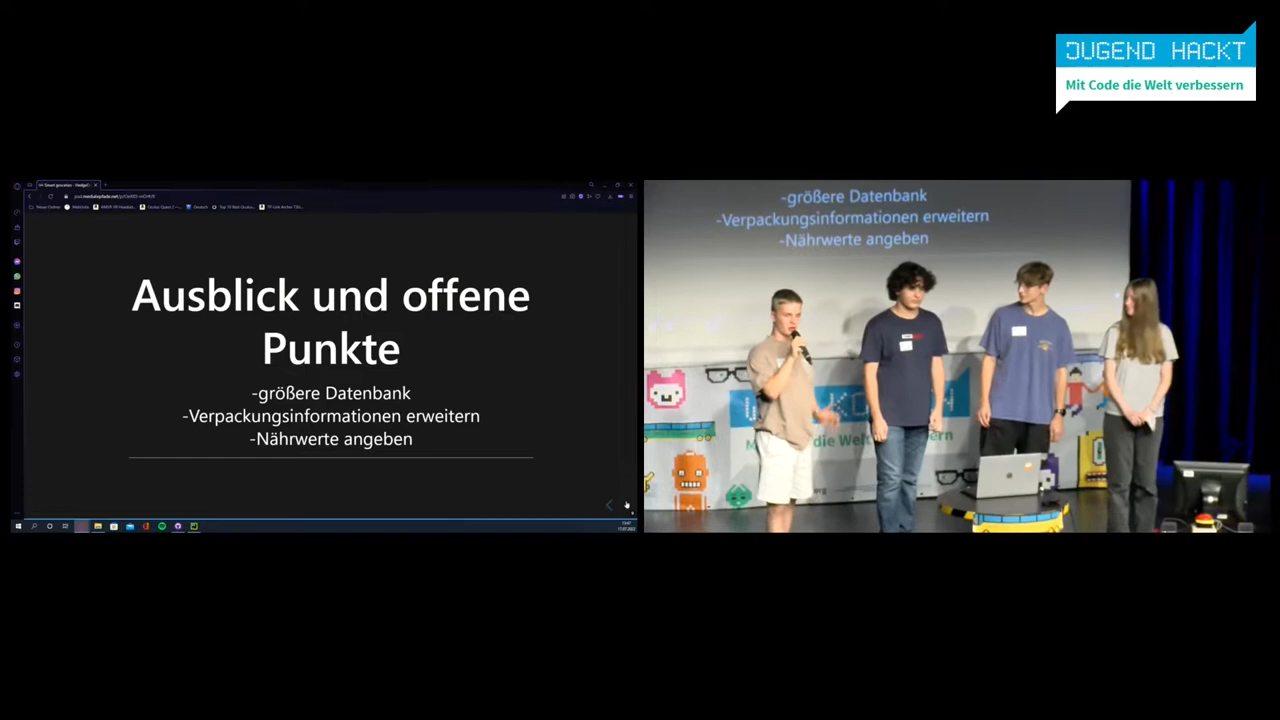 JUGEND HACKT
Mit Code die Welt verbessern
Ausblick und offene
Punkte
-größere Datenbank
-Verpackungsinformationen erweitern
-Nährwerte angeben
-größere Datenbank
-Verpackungsinformationen erweitern
-Nährwerte angeben